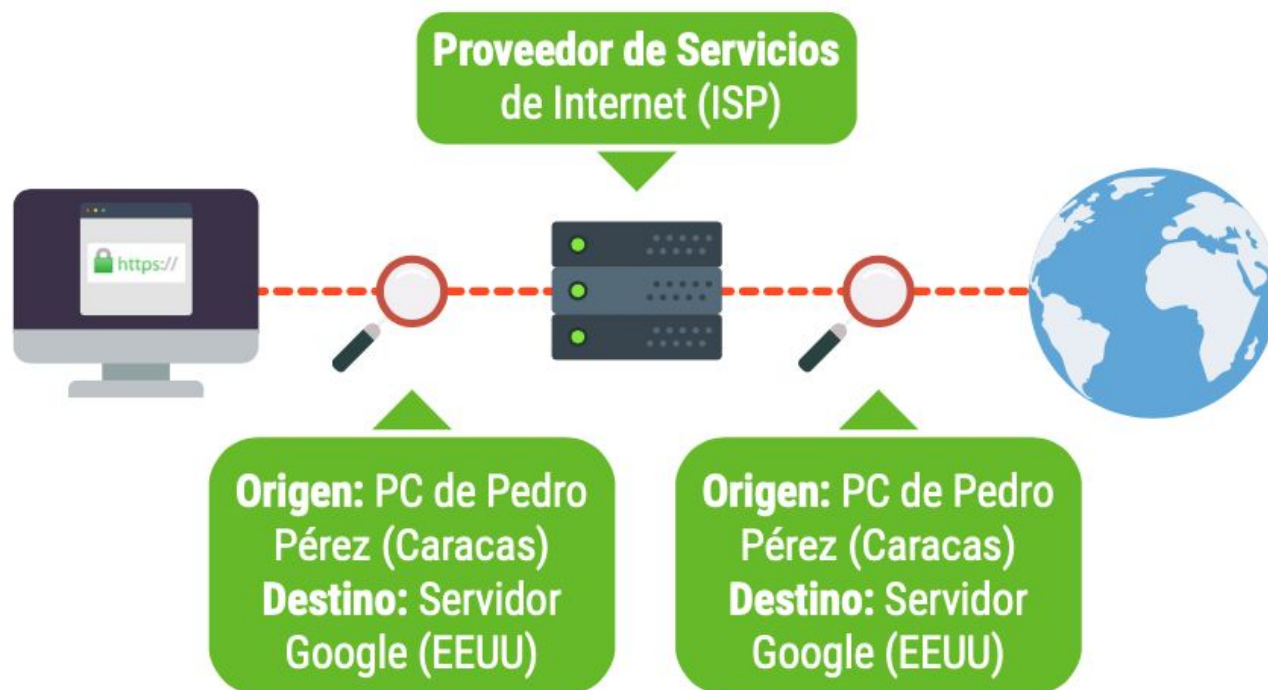 Proveedor de Servicios
de Internet (ISP)
https://
Origen: PC de Pedro
Pérez (Caracas)
Destino: Servidor
Google (EEUU)
Origen: PC de Pedro
Pérez (Caracas)
Destino: Servidor
Google (EEUU)